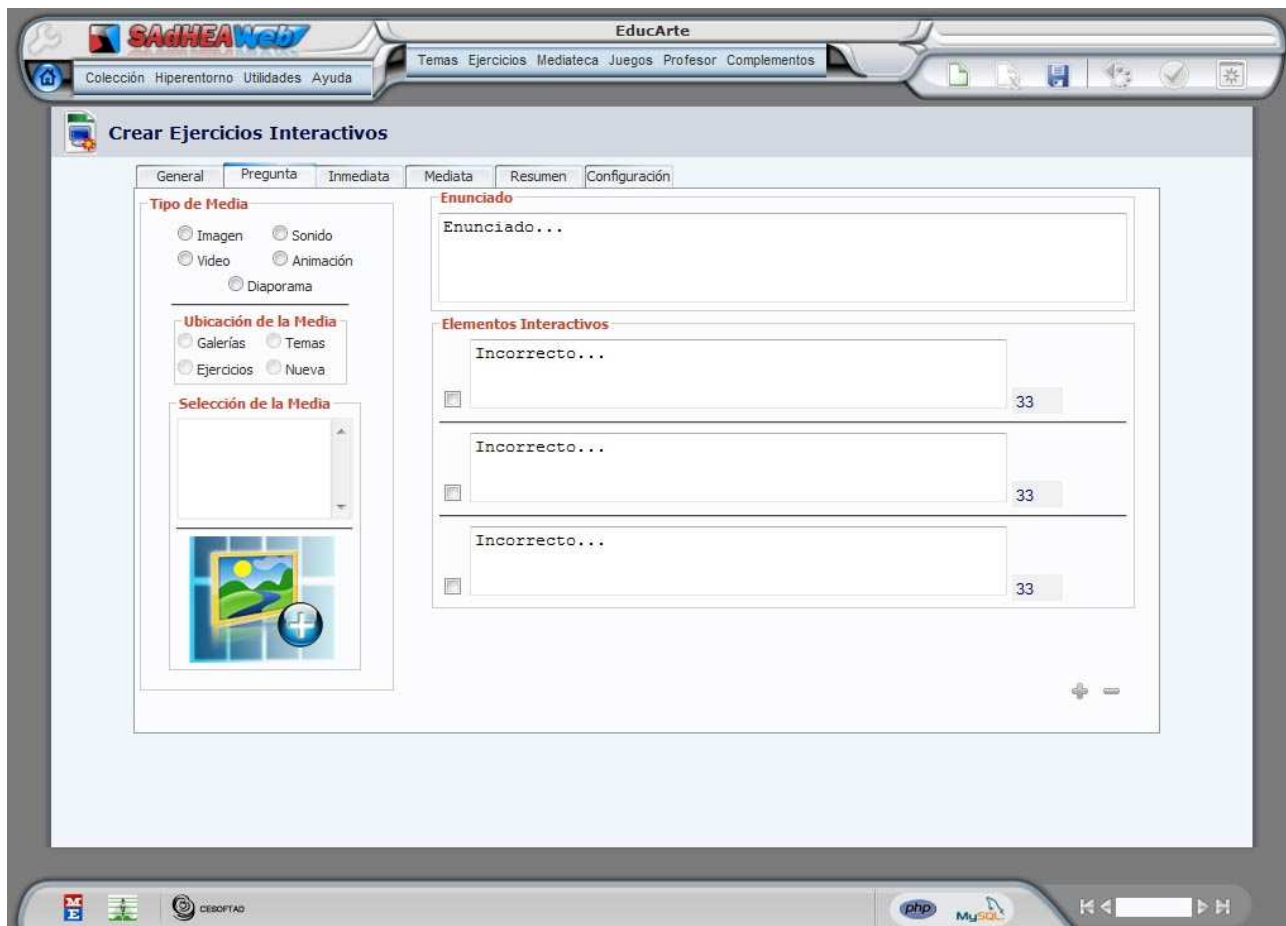 SAdHEAWeb
EducArte
Temas Ejercicios Mediateca Juegos Profesor Complementos
Colección Hiperentorno Utilidades Ayuda
Crear Ejercicios Interactivos
General Pregunta Inmediata Mediata Resumen Configuración
Tipo de Media
Imagen Sonido
Video Animación
Diaporama
Ubicación de la Media
Galerías Temas
Ejercicios Nueva
Selección de la Media
Enunciado
Enunciado...
Elementos Interactivos
Incorrecto...
33
Incorrecto...
33
Incorrecto...
33
ME
CESOFTAD
php
MySQL